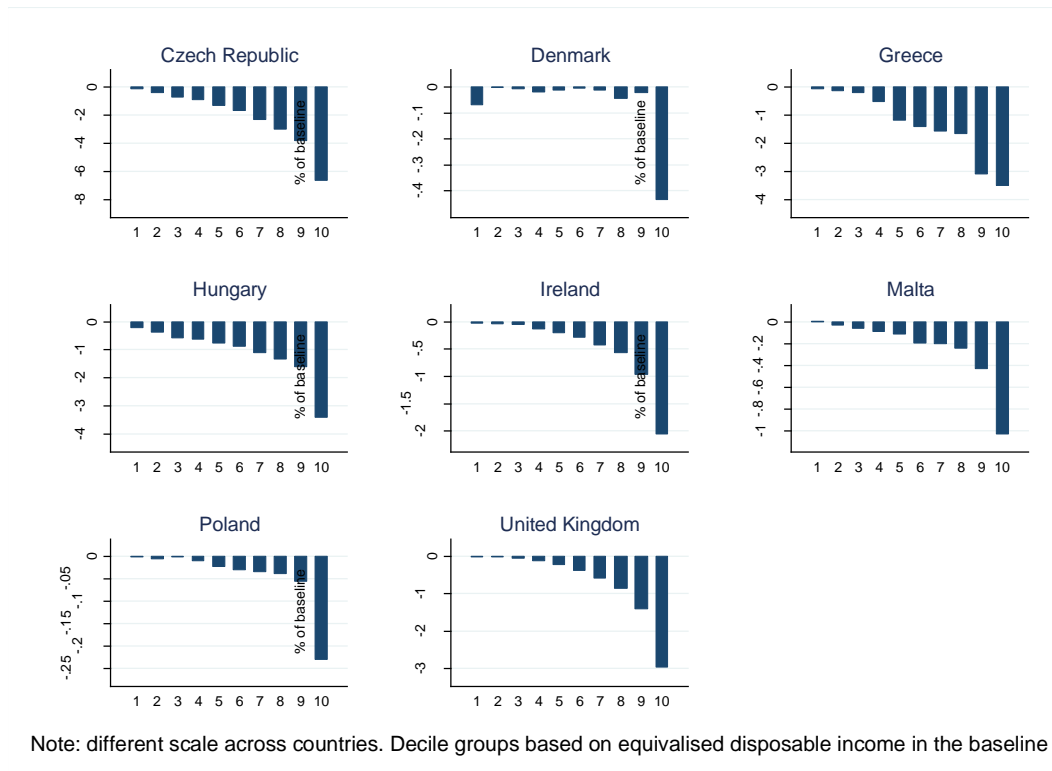 Czech Republic
0
-2
-4
-6
-8
% of baseline
1 2 3 4 5 6 7 8 9 10
Denmark
0
-.1
-.2
-.3
-.4
% of baseline
1 2 3 4 5 6 7 8 9 10
Greece
0
-1
-2
-3
-4
1 2 3 4 5 6 7 8 9 10
Hungary
0
-1
-2
-3
-4
% of baseline
1 2 3 4 5 6 7 8 9 10
Ireland
0
-.5
-1
-1.5
-2
% of baseline
1 2 3 4 5 6 7 8 9 10
Malta
0
-.2
-.4
-.6
-.8
-1
1 2 3 4 5 6 7 8 9 10
Poland
0
-.05
-.1
-.15
-.2
-.25
% of baseline
1 2 3 4 5 6 7 8 9 10
United Kingdom
0
-1
-2
-3
1 2 3 4 5 6 7 8 9 10
Note: different scale across countries. Decile groups based on equivalised disposable income in the baseline